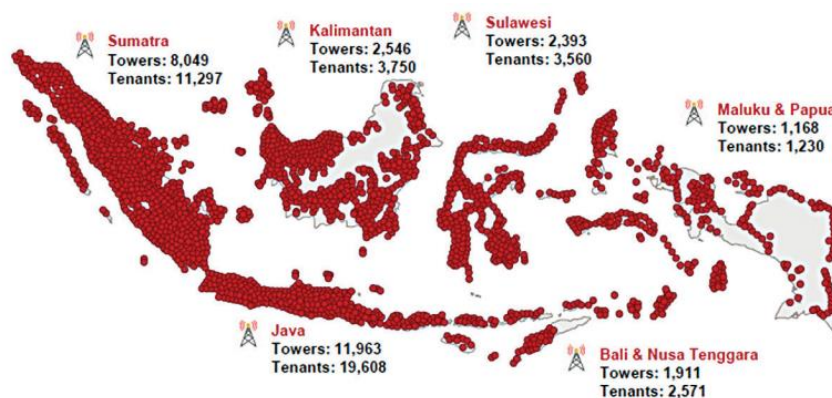 Sumatra
Towers: 8,049
Tenants: 11,297
Kalimantan
Towers: 2,546
Tenants: 3,750
Sulawesi
Towers: 2,393
Tenants: 3,560
Maluku & Papua
Towers: 1,168
Tenants: 1,230
Java
Towers: 11,963
Tenants: 19,608
Bali & Nusa Tenggara
Towers: 1,911
Tenants: 2,571